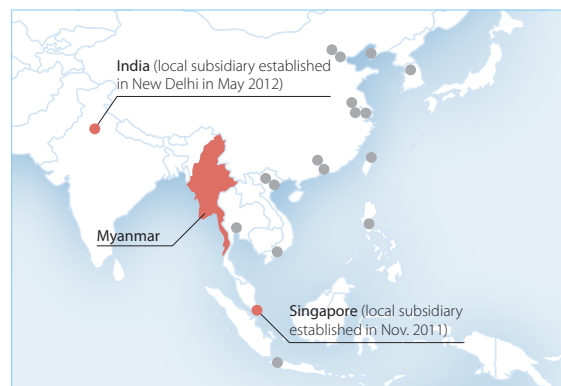 India (local subsidiary established
in New Delhi in May 2012)
Myanmar
Singapore (local subsidiary
established in Nov. 2011)